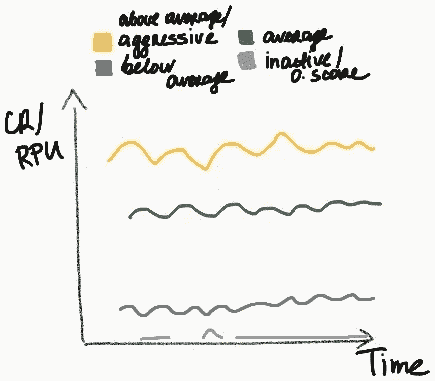 above average/
aggressive
average
below
average
inactive/
0. score
CR/
RPU
Time